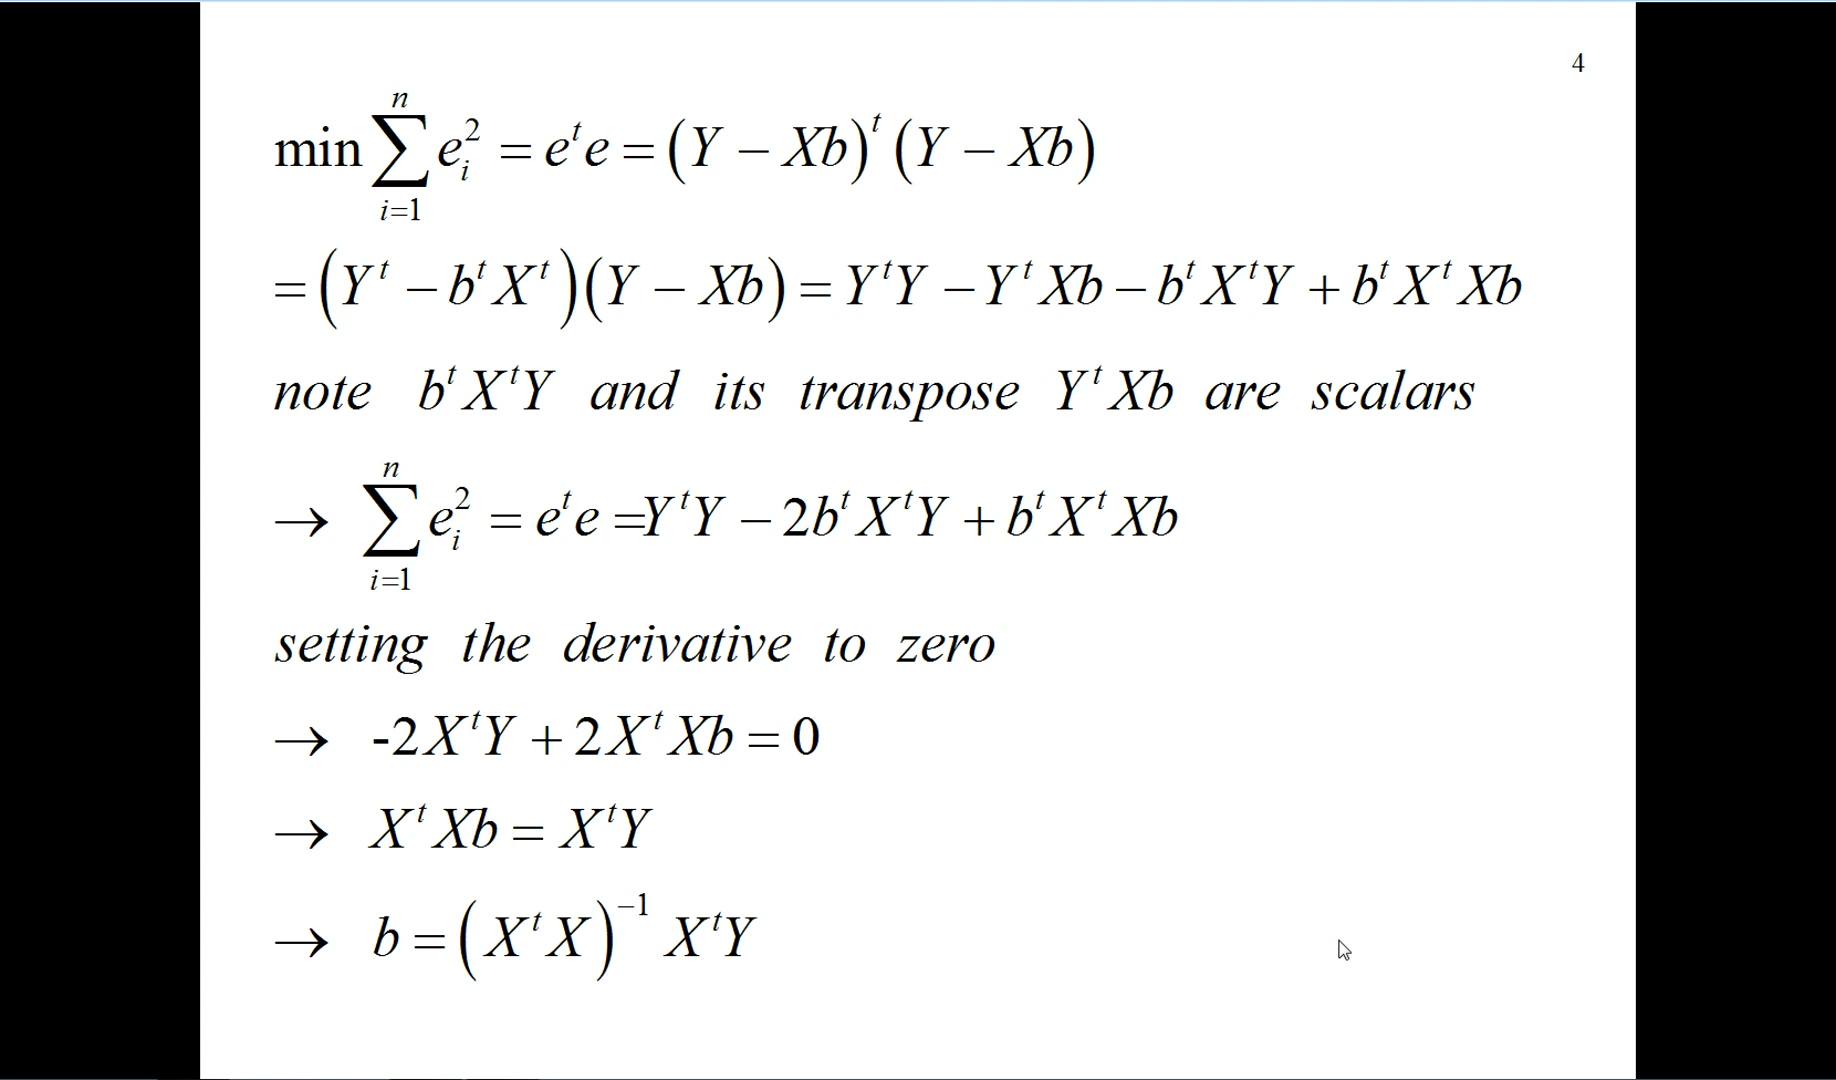 4
min ∑_{i=1}^{n} e_i^2 = e^t e = (Y − Xb)^t (Y − Xb)
= (Y^t − b^t X^t)(Y − Xb) = Y^t Y − Y^t Xb − b^t X^t Y + b^t X^t Xb
note b^t X^t Y and its transpose Y^t Xb are scalars
→ ∑_{i=1}^{n} e_i^2 = e^t e = Y^t Y − 2b^t X^t Y + b^t X^t Xb
setting the derivative to zero
→ -2X^t Y + 2X^t Xb = 0
→ X^t Xb = X^t Y
→ b = (X^t X)^{−1} X^t Y